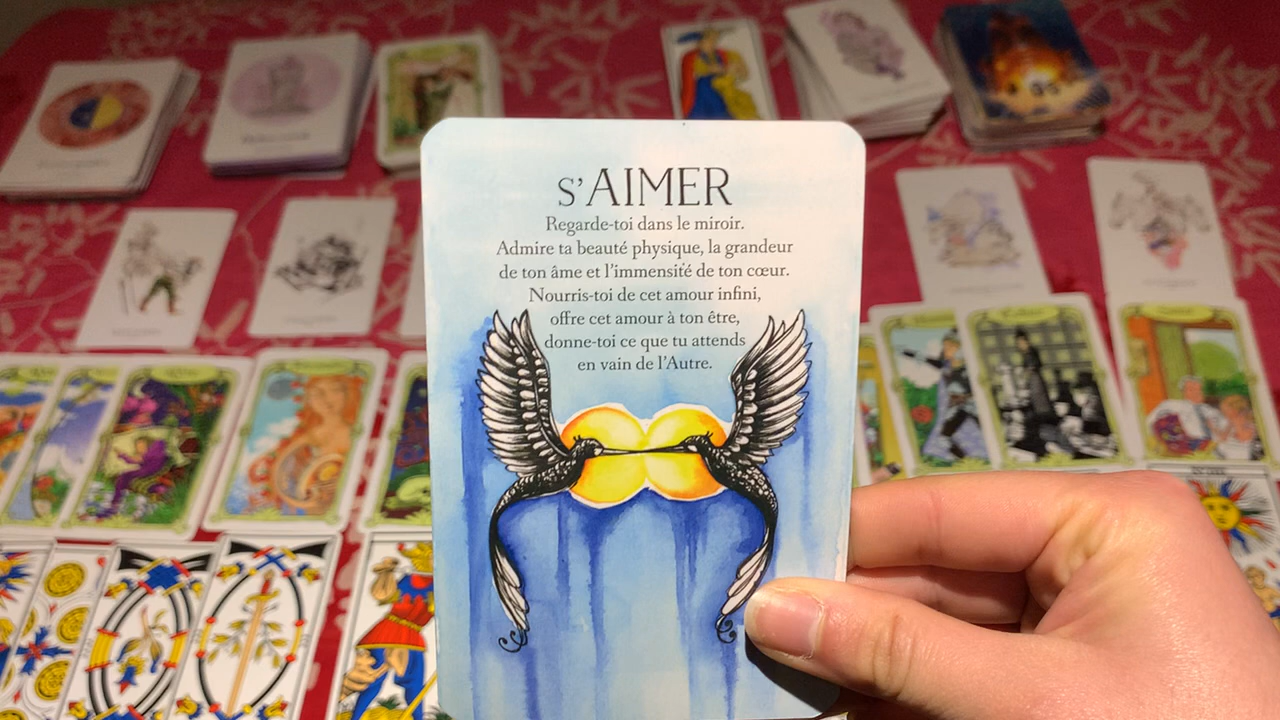 s'AIMER
Regarde-toi dans le miroir.
Admire ta beauté physique, la grandeur
de ton âme et l'immensité de ton cœur.
Nourris-toi de cet amour infini,
offre cet amour à ton être,
donne-toi ce que tu attends
en vain de l'Autre.